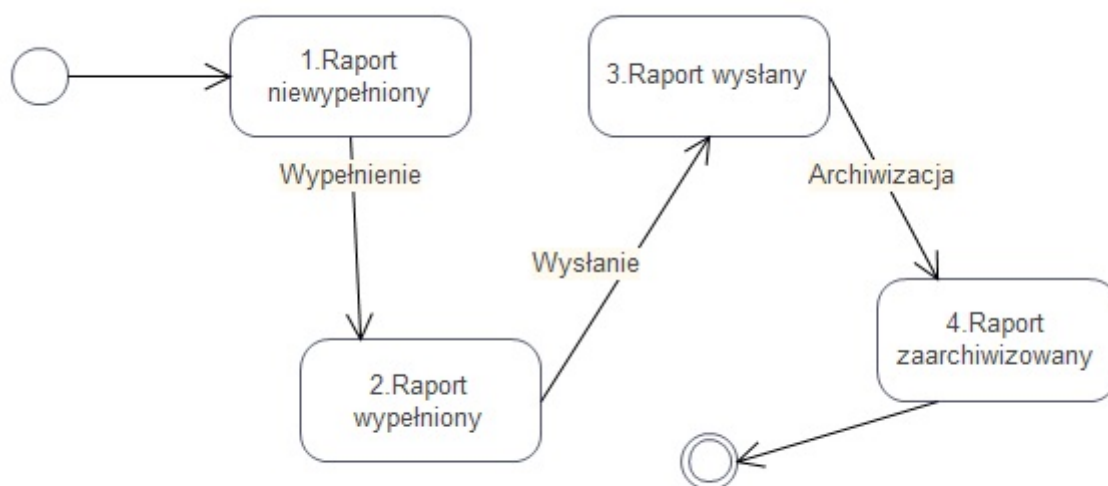 1.Raport
niewypełniony
Wypełnienie
2.Raport
wypełniony
Wysłanie
3.Raport wysłany
Archiwizacja
4.Raport
zaarchiwizowany